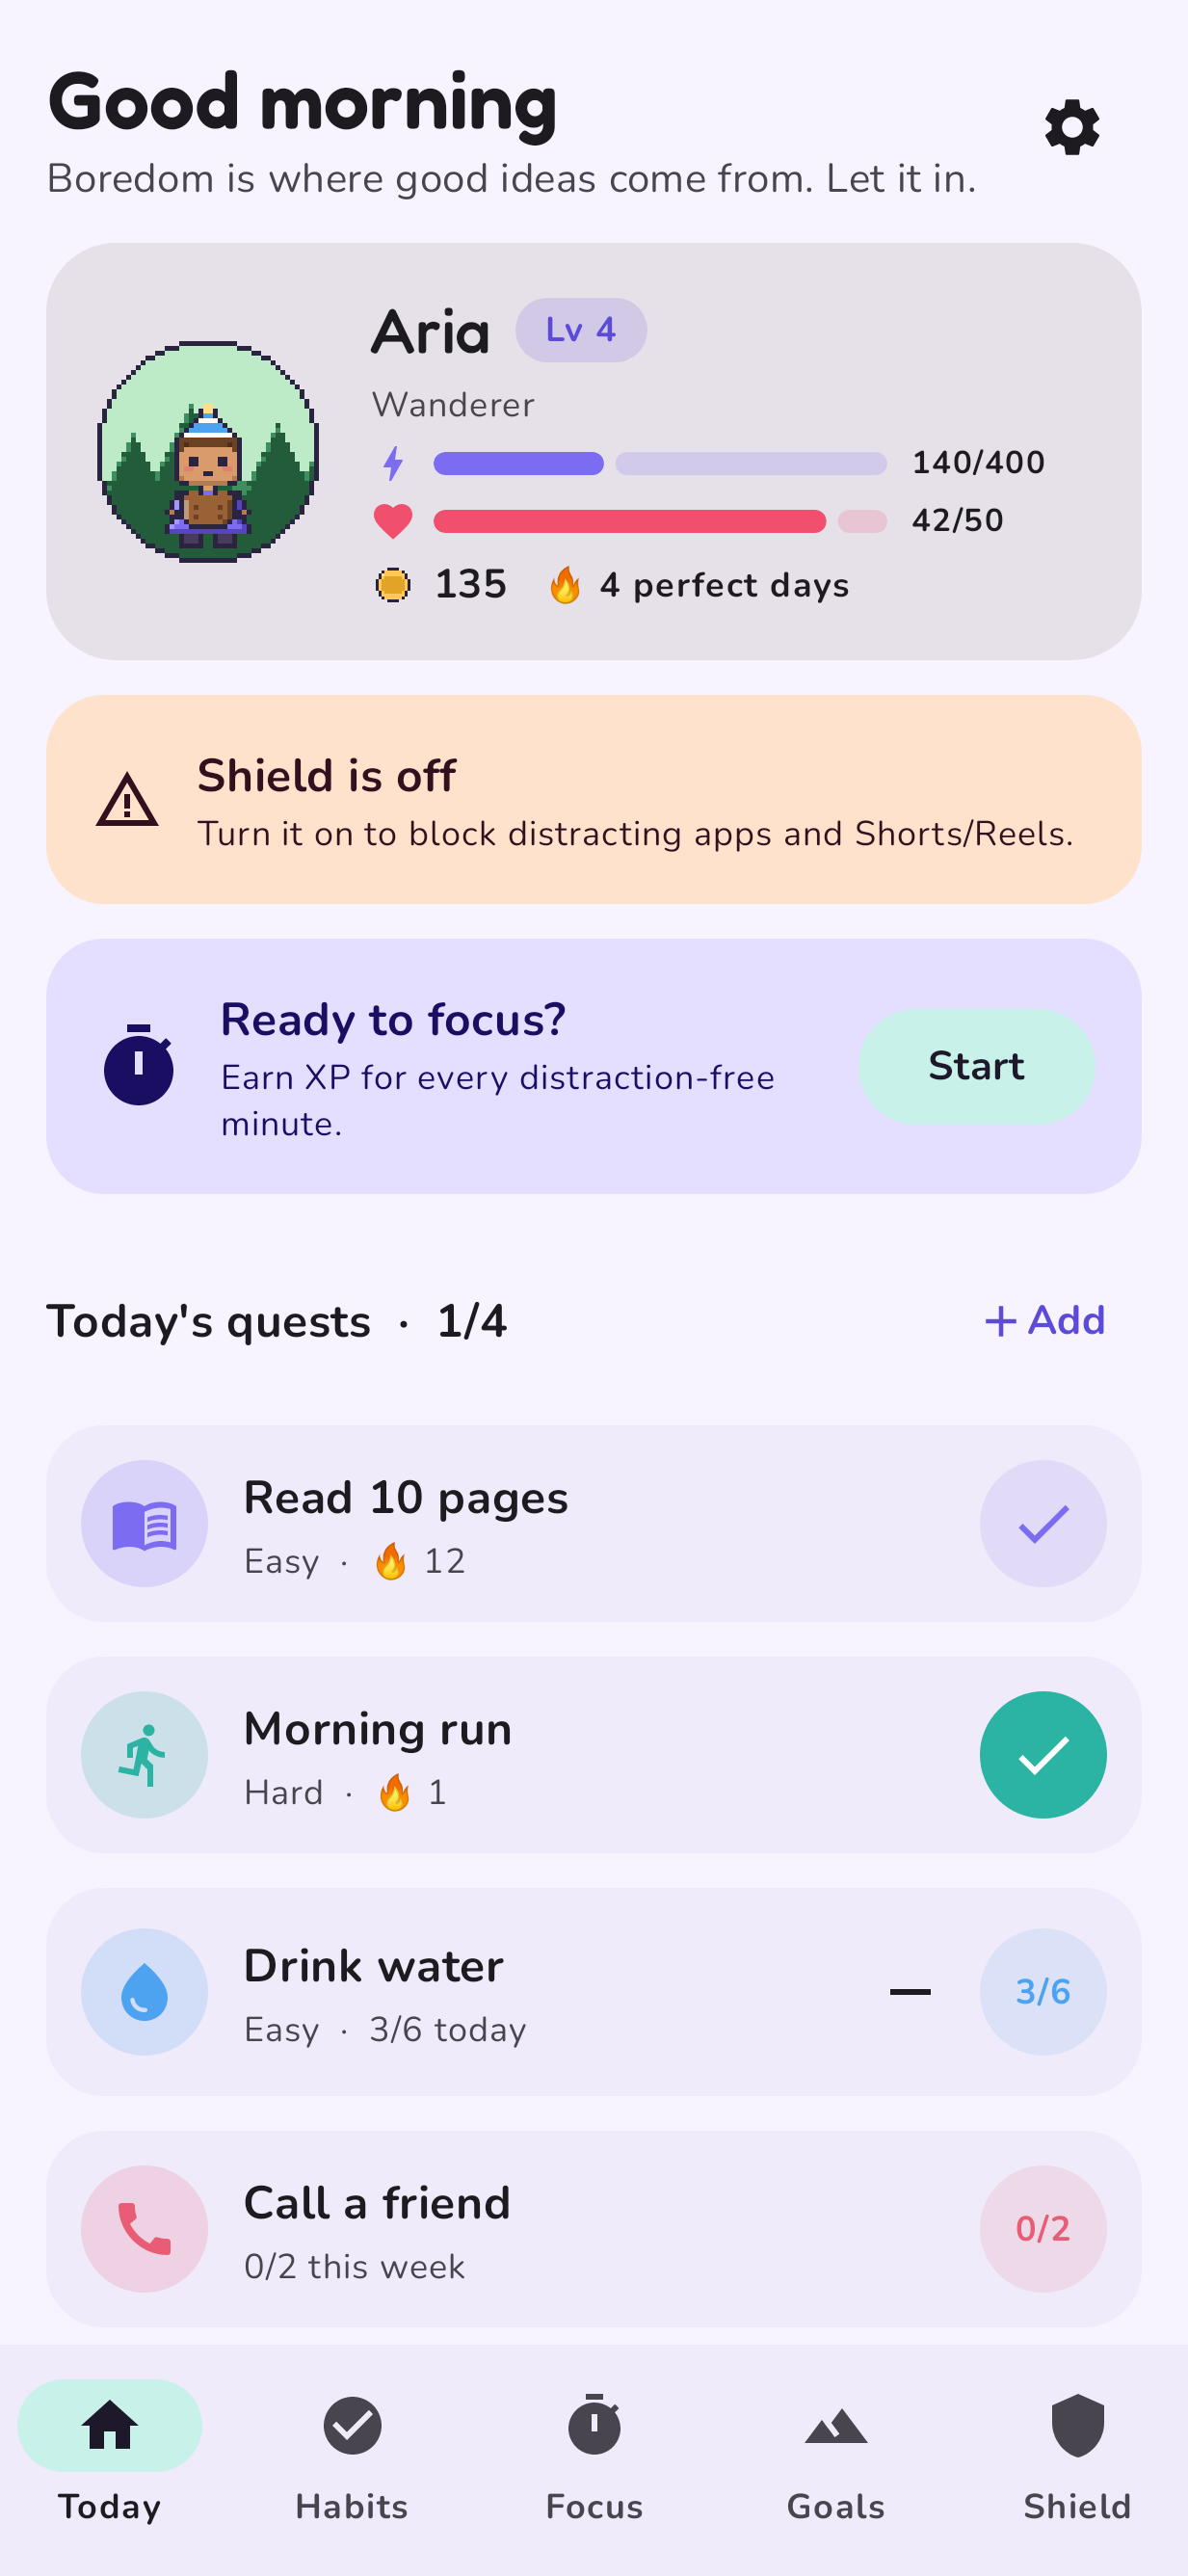 Good morning
Boredom is where good ideas come from. Let it in.
Aria
Lv 4
Wanderer
140/400
42/50
135
4 perfect days
Shield is off
Turn it on to block distracting apps and Shorts/Reels.
Ready to focus?
Earn XP for every distraction-free
minute.
Start
Today's quests · 1/4
+ Add
Read 10 pages
Easy · 🔥 12
Morning run
Hard · 🔥 1
Drink water
Easy · 3/6 today
3/6
Call a friend
0/2 this week
0/2
Today
Habits
Focus
Goals
Shield